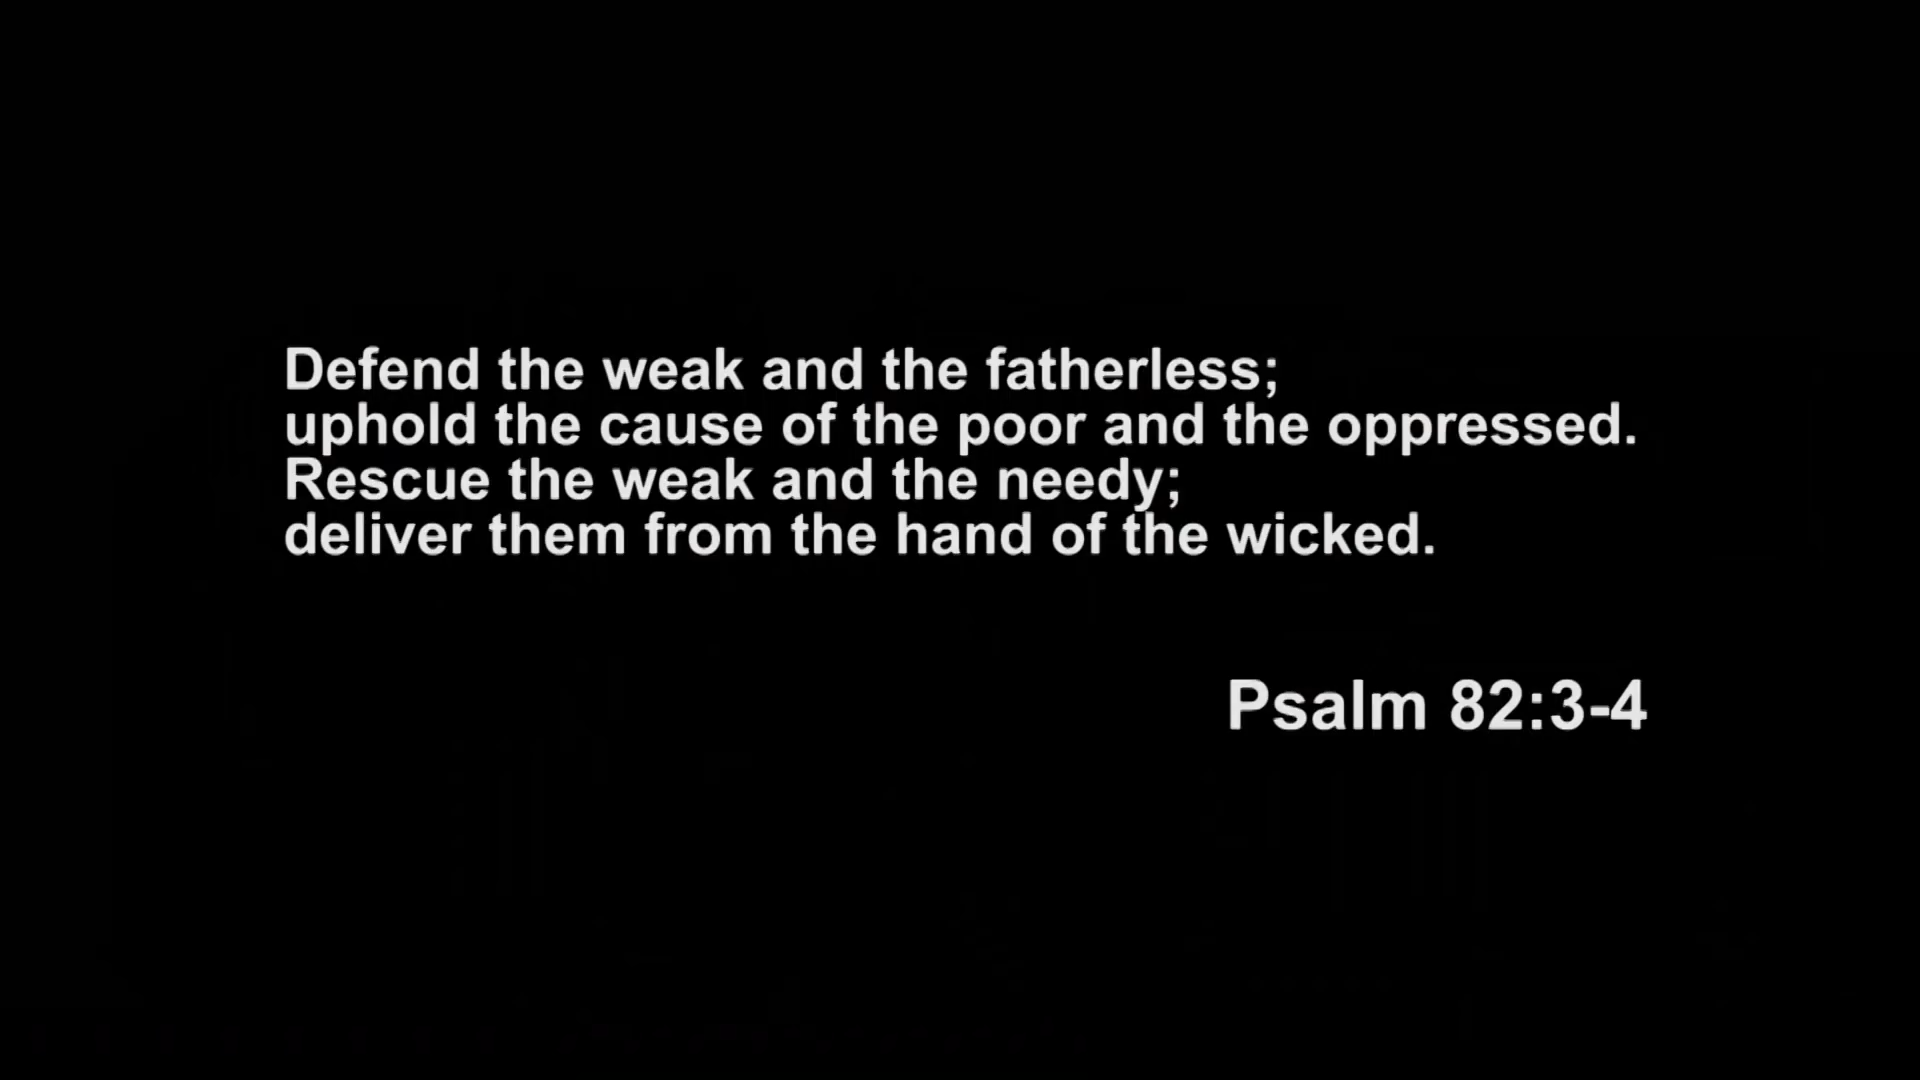 Defend the weak and the fatherless;
uphold the cause of the poor and the oppressed.
Rescue the weak and the needy;
deliver them from the hand of the wicked.
Psalm 82:3-4